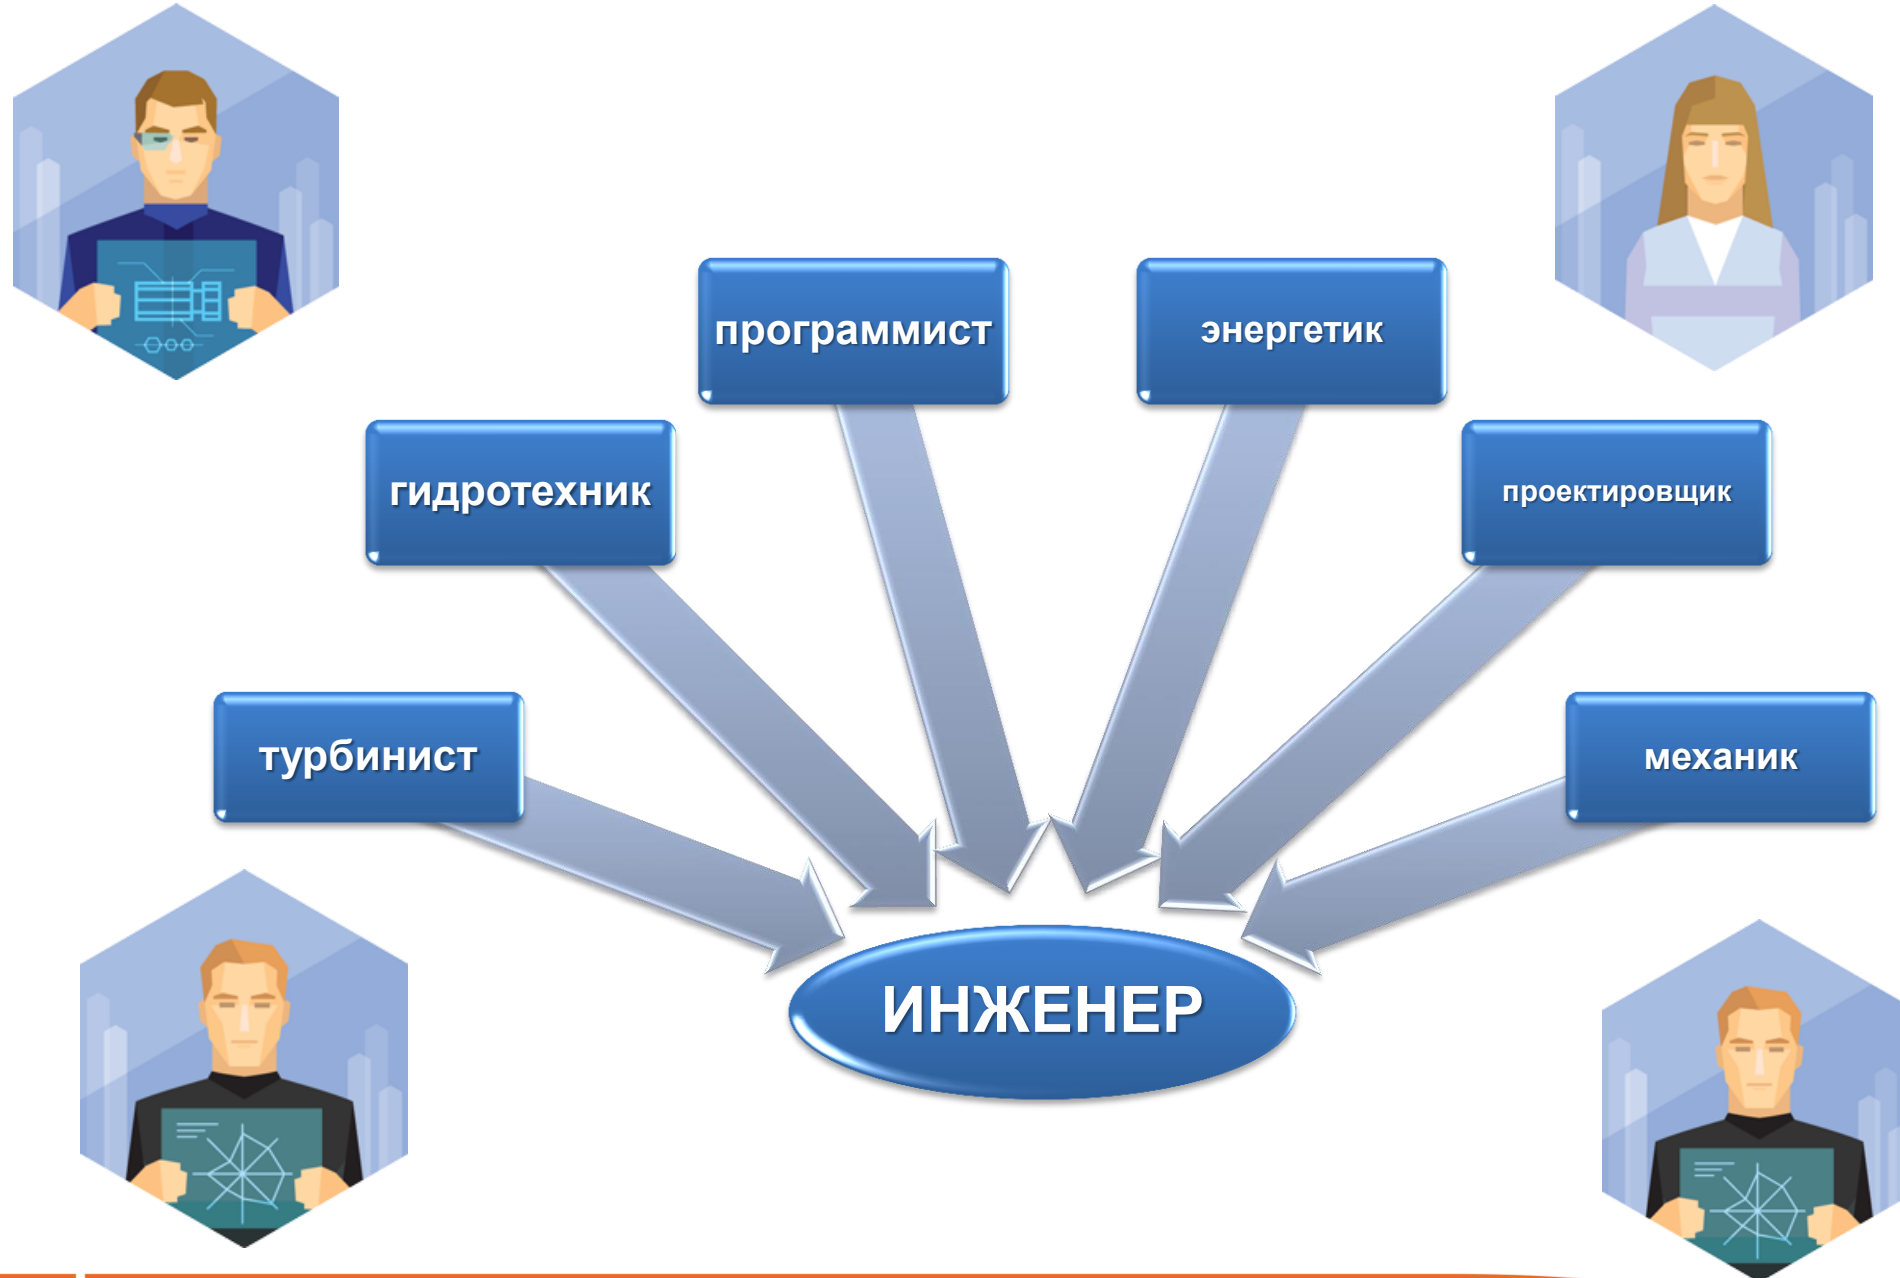 программист
энергетик
гидротехник
проектировщик
турбинист
механик
ИНЖЕНЕР